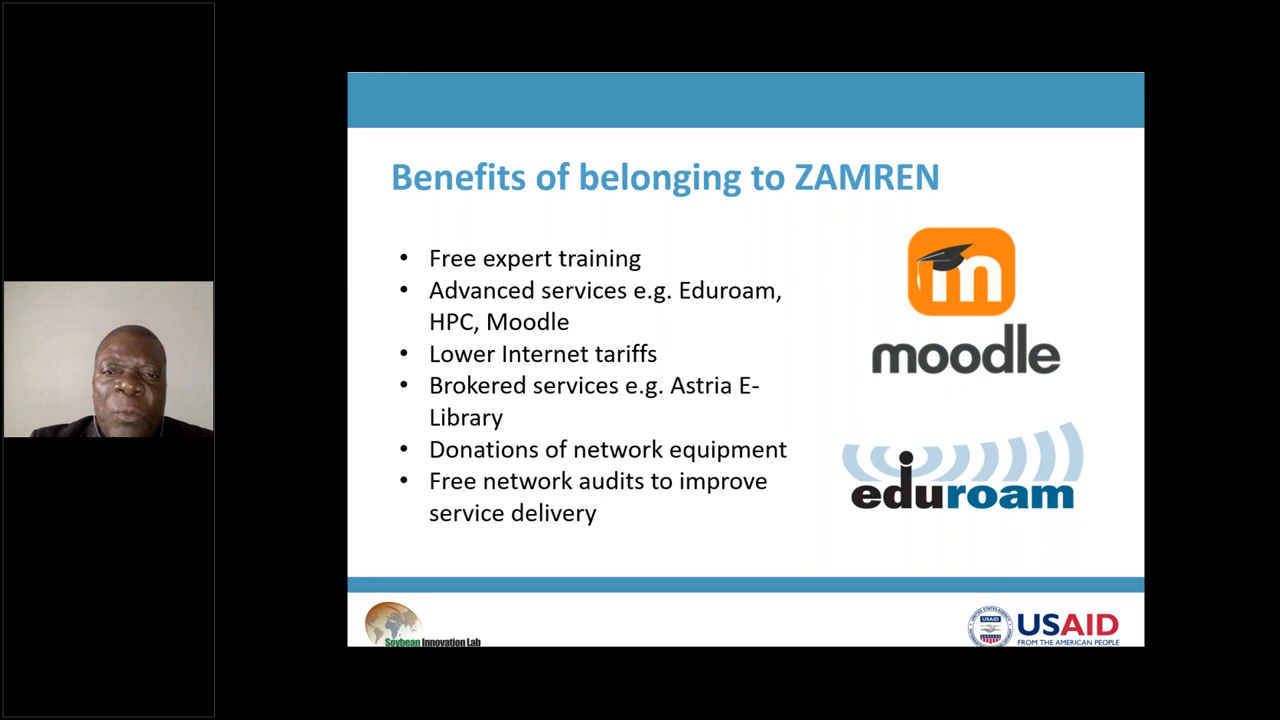 Benefits of belonging to ZAMREN
• Free expert training
• Advanced services e.g. Eduroam,
HPC, Moodle
• Lower Internet tariffs
• Brokered services e.g. Astria E-
Library
• Donations of network equipment
• Free network audits to improve
service delivery
m
moodle
eduroam
Soybean Innovation Lab
USAID
USAID
FROM THE AMERICAN PEOPLE